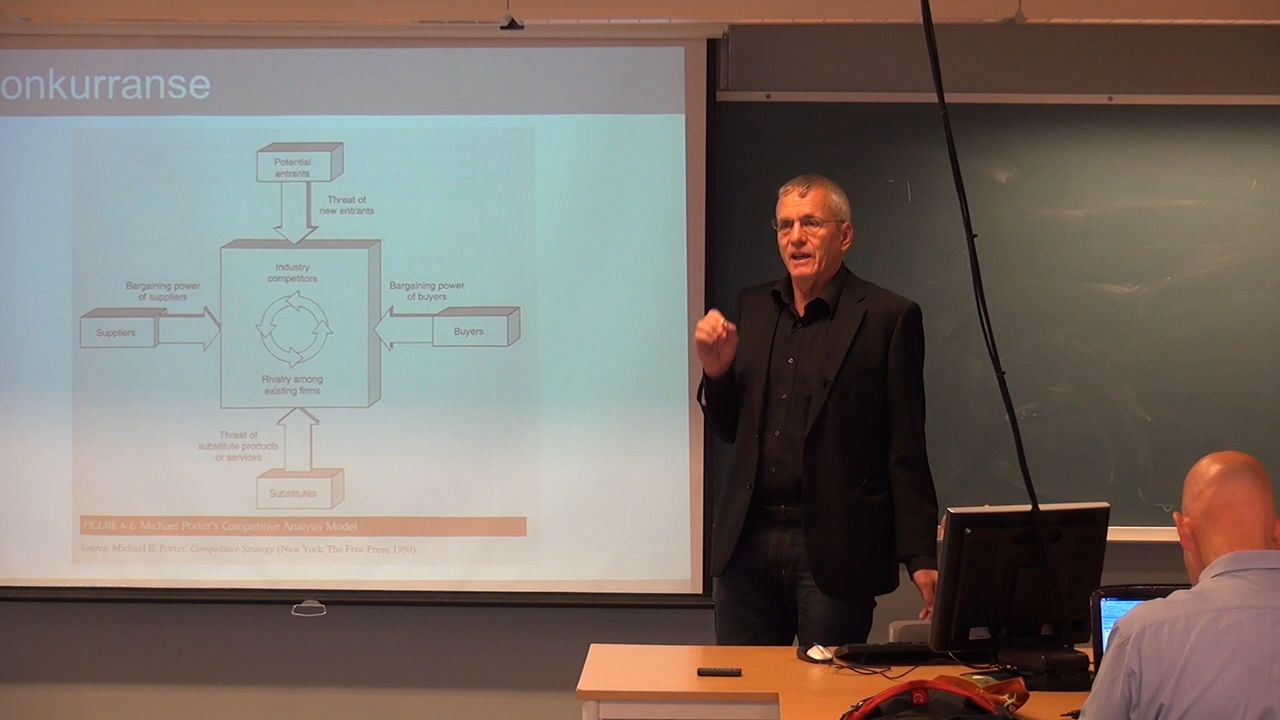 onkurranse
Potential
entrants
Threat of
new entrants
Industry
competitors
Bargaining power
of suppliers
Bargaining power
of buyers
Suppliers
Buyers
Rivalry among
existing firms
Threat of
substitute products
or services
Substitutes
FIGURE 4-6 Michael Porter's Competitive Analysis Model
Source: Michael E. Porter, Competitive Strategy (New York: The Free Press, 1980).